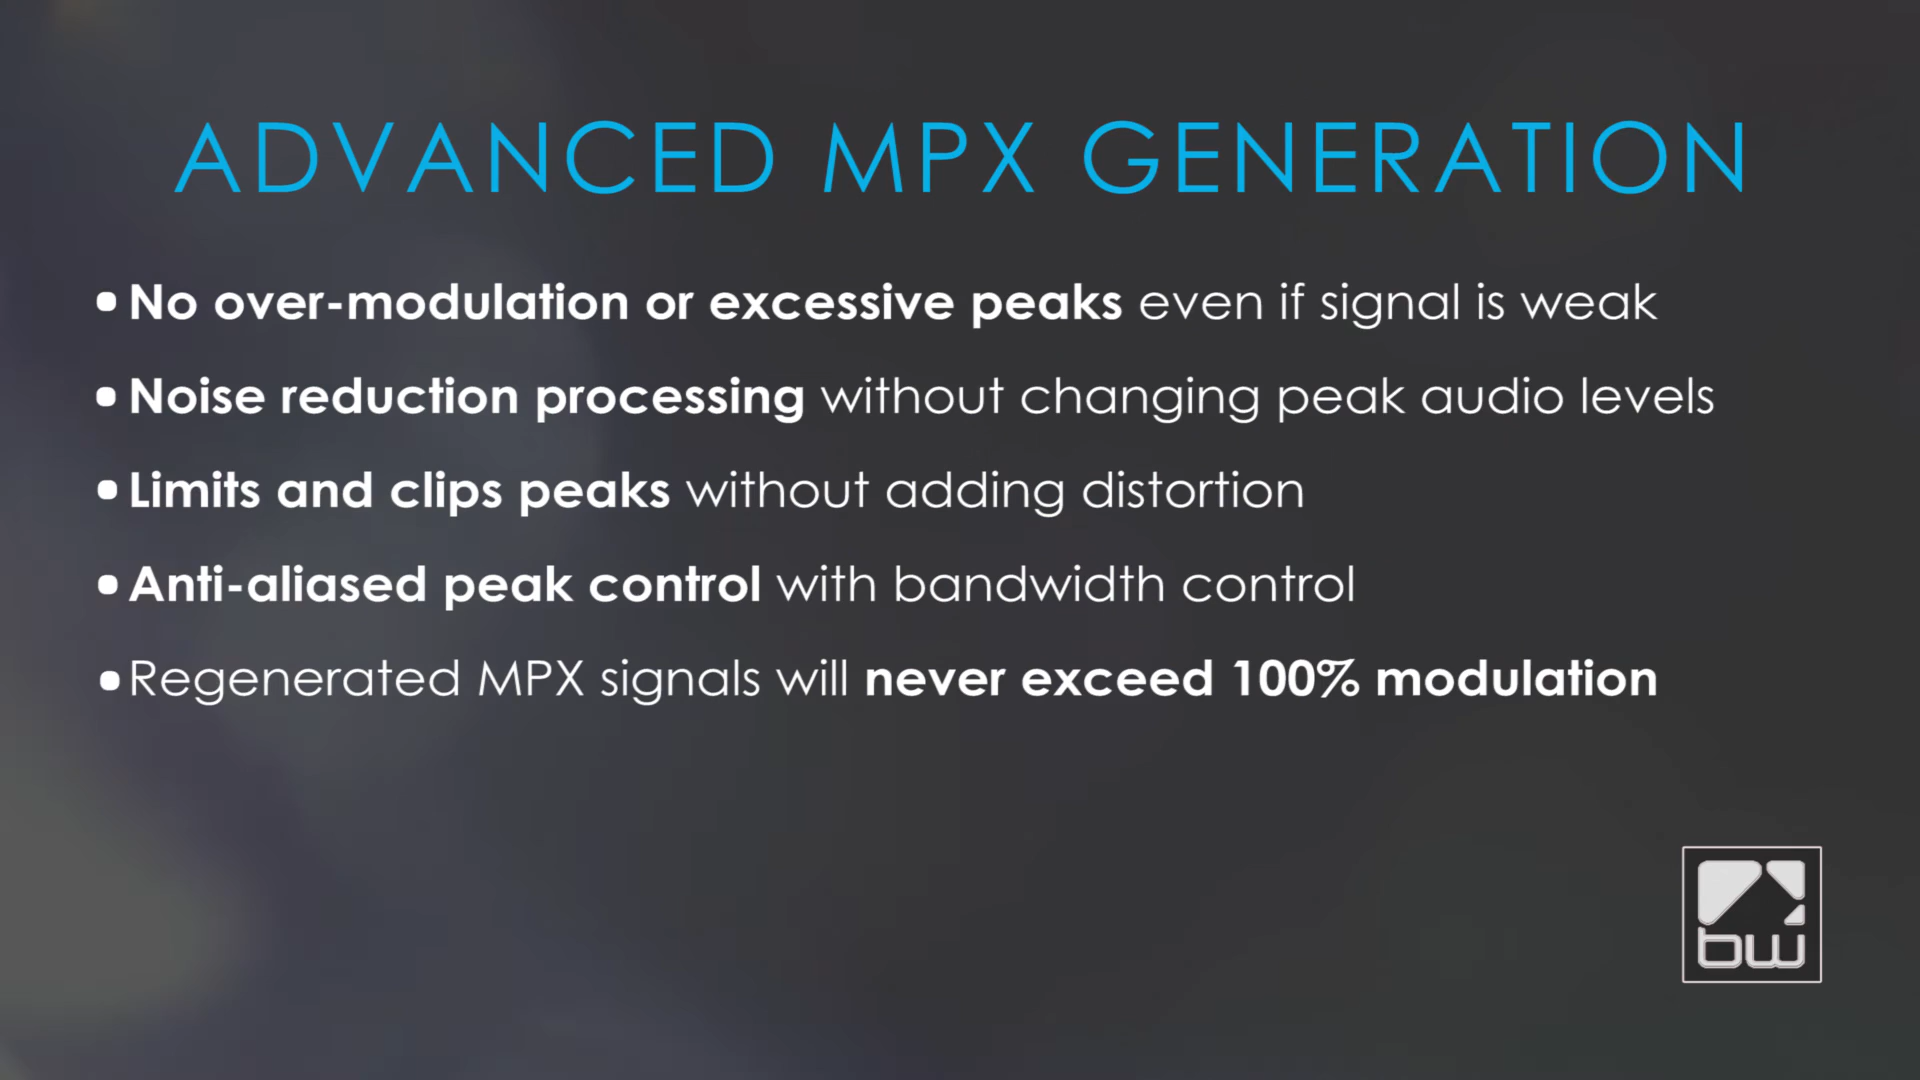 ADVANCED MPX GENERATION
• No over-modulation or excessive peaks even if signal is weak
• Noise reduction processing without changing peak audio levels
• Limits and clips peaks without adding distortion
• Anti-aliased peak control with bandwidth control
• Regenerated MPX signals will never exceed 100% modulation
bw